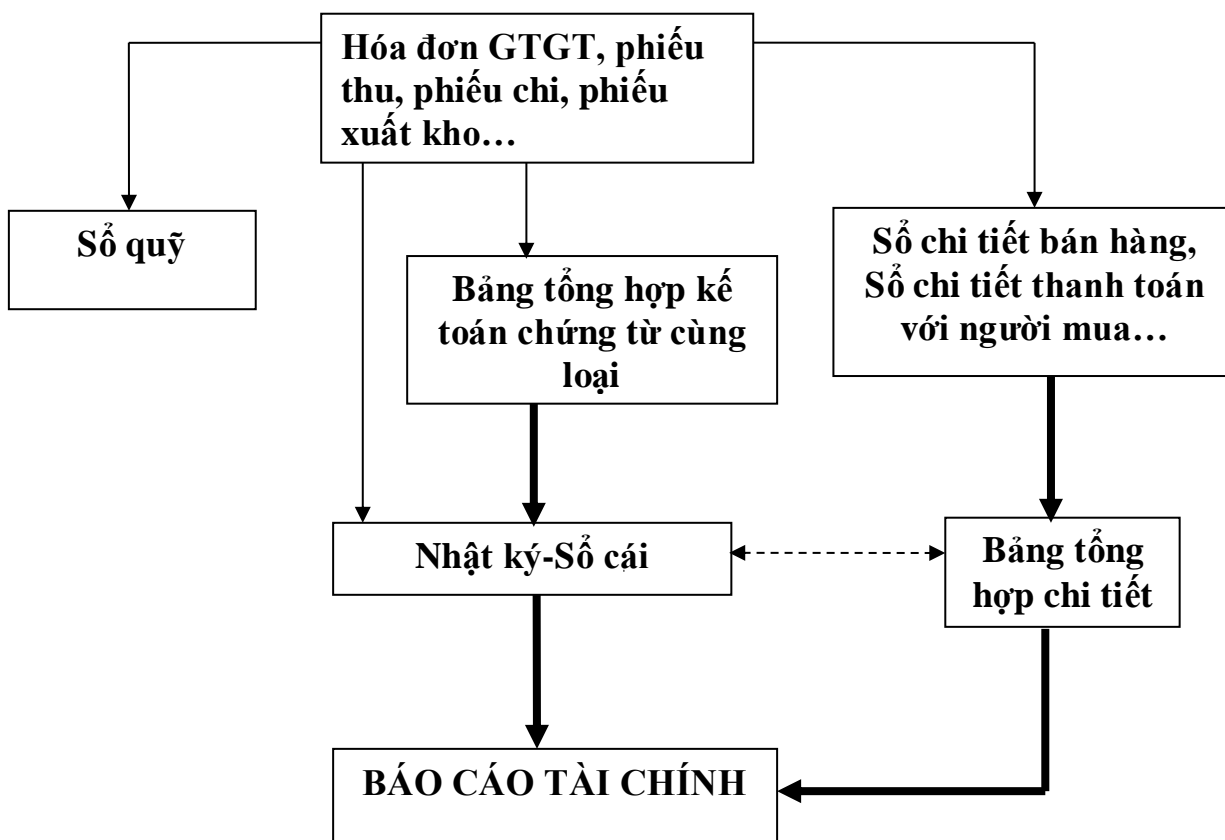 Hóa đơn GTGT, phiếu
thu, phiếu chi, phiếu
xuất kho…
Sổ quỹ
Bảng tổng hợp kế
toán chứng từ cùng
loại
Sổ chi tiết bán hàng,
Sổ chi tiết thanh toán
với người mua…
Nhật ký-Sổ cái
Bảng tổng
hợp chi tiết
BÁO CÁO TÀI CHÍNH